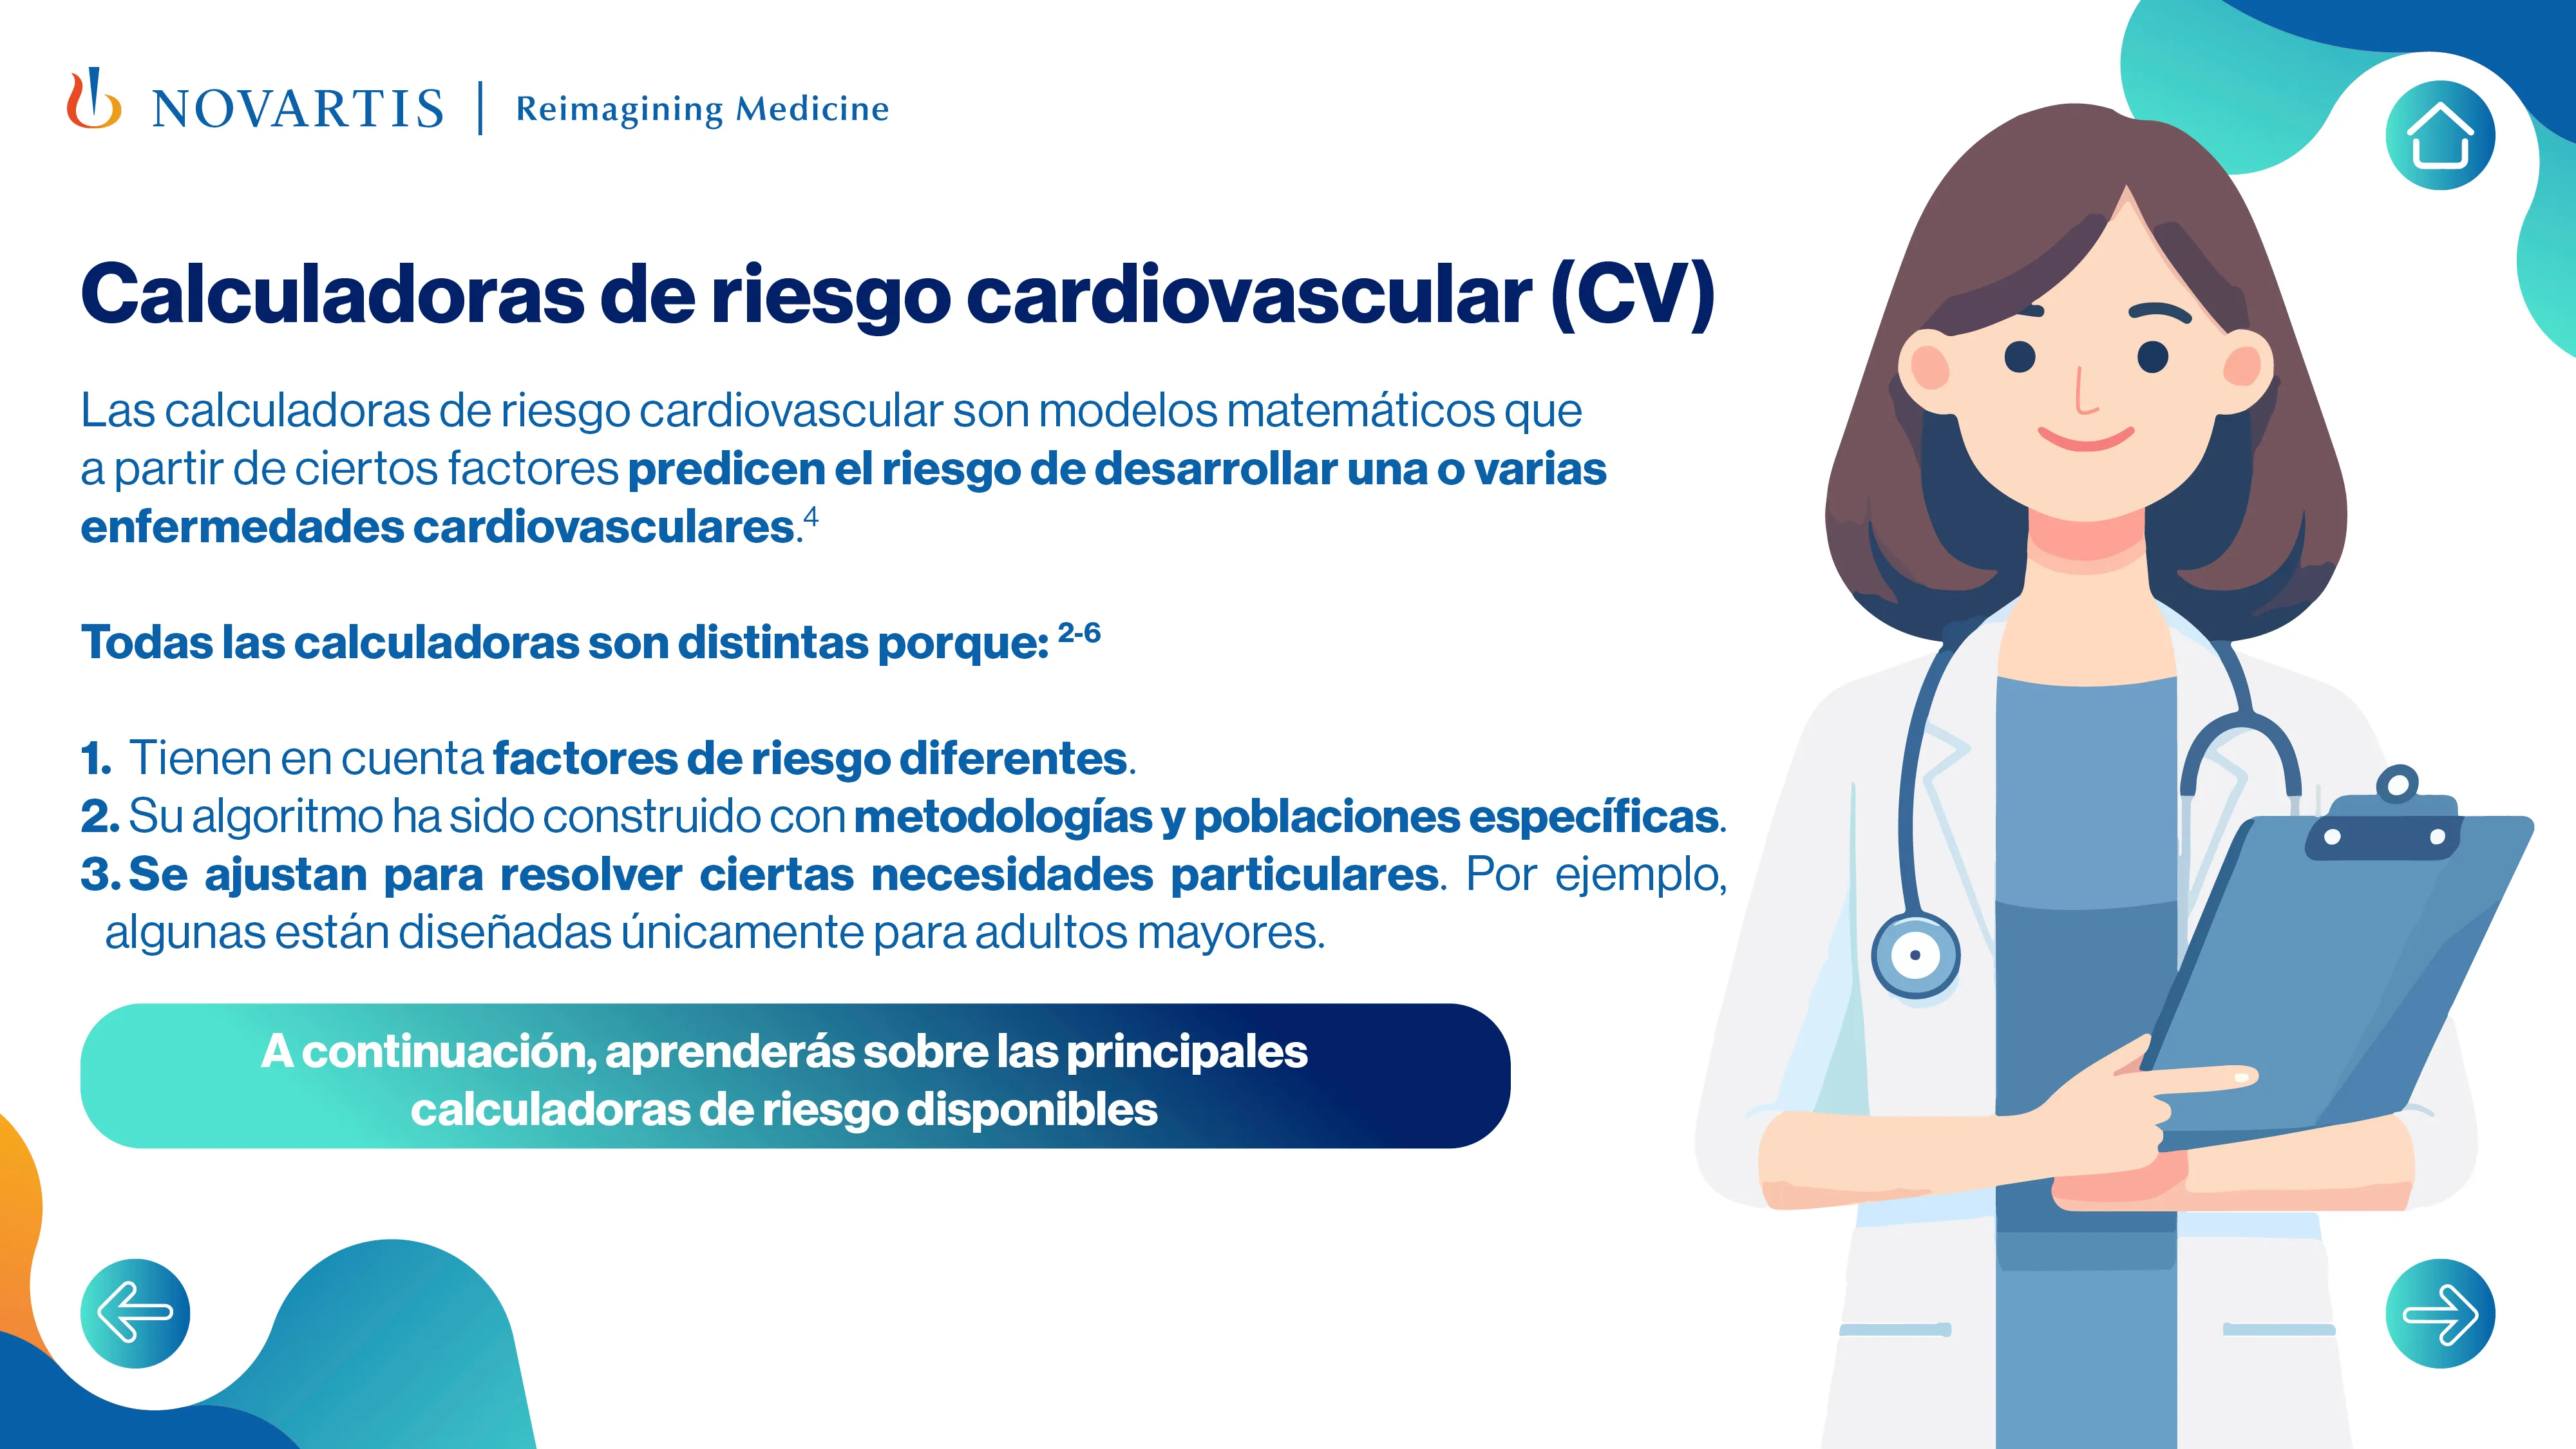 NOVARTIS | Reimagining Medicine
Calculadoras de riesgo cardiovascular (CV)
Las calculadoras de riesgo cardiovascular son modelos matemáticos que
a partir de ciertos factores predicen el riesgo de desarrollar una o varias
enfermedades cardiovasculares.⁴
Todas las calculadoras son distintas porque: ²⁻⁶
1. Tienen en cuenta factores de riesgo diferentes.
2. Su algoritmo ha sido construido con metodologías y poblaciones específicas.
3. Se ajustan para resolver ciertas necesidades particulares. Por ejemplo,
algunas están diseñadas únicamente para adultos mayores.
A continuación, aprenderás sobre las principales
calculadoras de riesgo disponibles